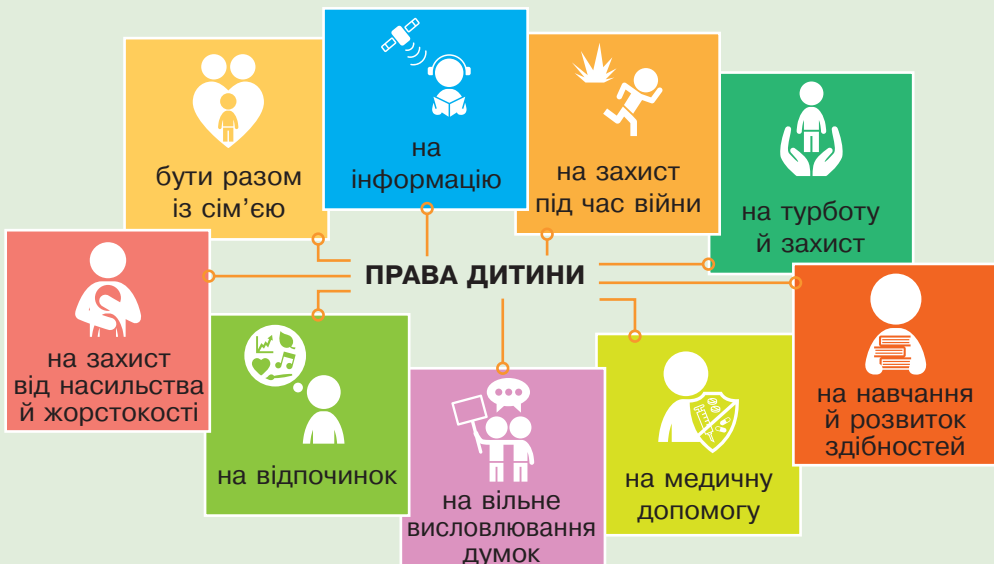 бути разом
із сім’єю
на
інформацію
на захист
під час війни
на турботу
й захист
ПРАВА ДИТИНИ
на захист
від насильства
й жорстокості
на відпочинок
на вільне
висловлювання
думок
на медичну
допомогу
на навчання
й розвиток
здібностей